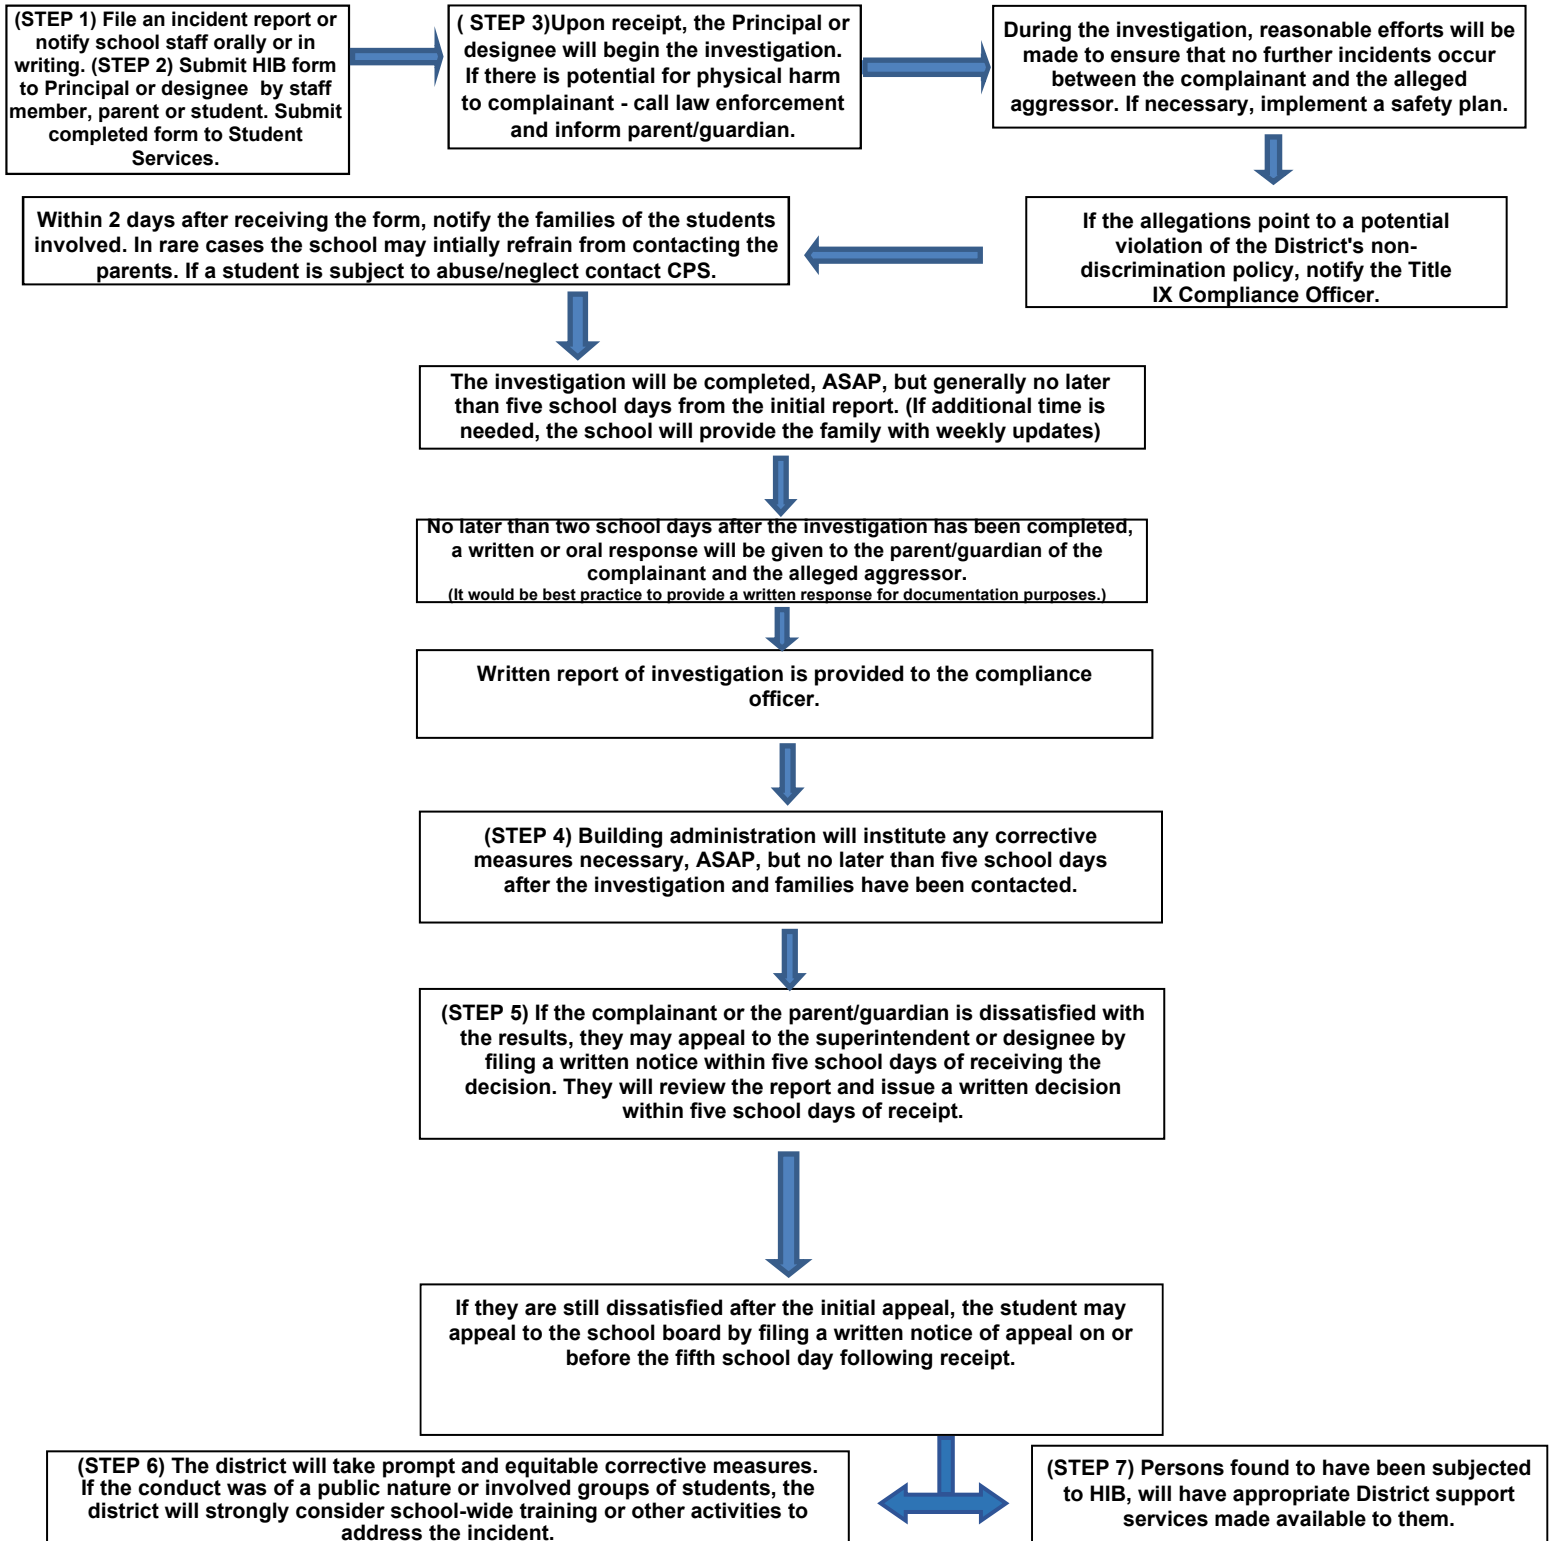 (STEP 1) File an incident report or
notify school staff orally or in
writing. (STEP 2) Submit HIB form
to Principal or designee  by staff
member, parent or student. Submit
completed form to Student
Services.
( STEP 3)Upon receipt, the Principal or
designee will begin the investigation.
If there is potential for physical harm
to complainant - call law enforcement
and inform parent/guardian.
During the investigation, reasonable efforts will be
made to ensure that no further incidents occur
between the complainant and the alleged
aggressor. If necessary, implement a safety plan.
If the allegations point to a potential
violation of the District's non-
discrimination policy, notify the Title
IX Compliance Officer.
Within 2 days after receiving the form, notify the families of the students
involved. In rare cases the school may intially refrain from contacting the
parents. If a student is subject to abuse/neglect contact CPS.
The investigation will be completed, ASAP, but generally no later
than five school days from the initial report. (If additional time is
needed, the school will provide the family with weekly updates)
No later than two school days after the investigation has been completed,
a written or oral response will be given to the parent/guardian of the
complainant and the alleged aggressor.
(It would be best practice to provide a written response for documentation purposes.)
Written report of investigation is provided to the compliance
officer.
(STEP 4) Building administration will institute any corrective
measures necessary, ASAP, but no later than five school days
after the investigation and families have been contacted.
(STEP 5) If the complainant or the parent/guardian is dissatisfied with
the results, they may appeal to the superintendent or designee by
filing a written notice within five school days of receiving the
decision. They will review the report and issue a written decision
within five school days of receipt.
If they are still dissatisfied after the initial appeal, the student may
appeal to the school board by filing a written notice of appeal on or
before the fifth school day following receipt.
(STEP 6) The district will take prompt and equitable corrective measures.
If the conduct was of a public nature or involved groups of students, the
district will strongly consider school-wide training or other activities to
address the incident.
(STEP 7) Persons found to have been subjected
to HIB, will have appropriate District support
services made available to them.